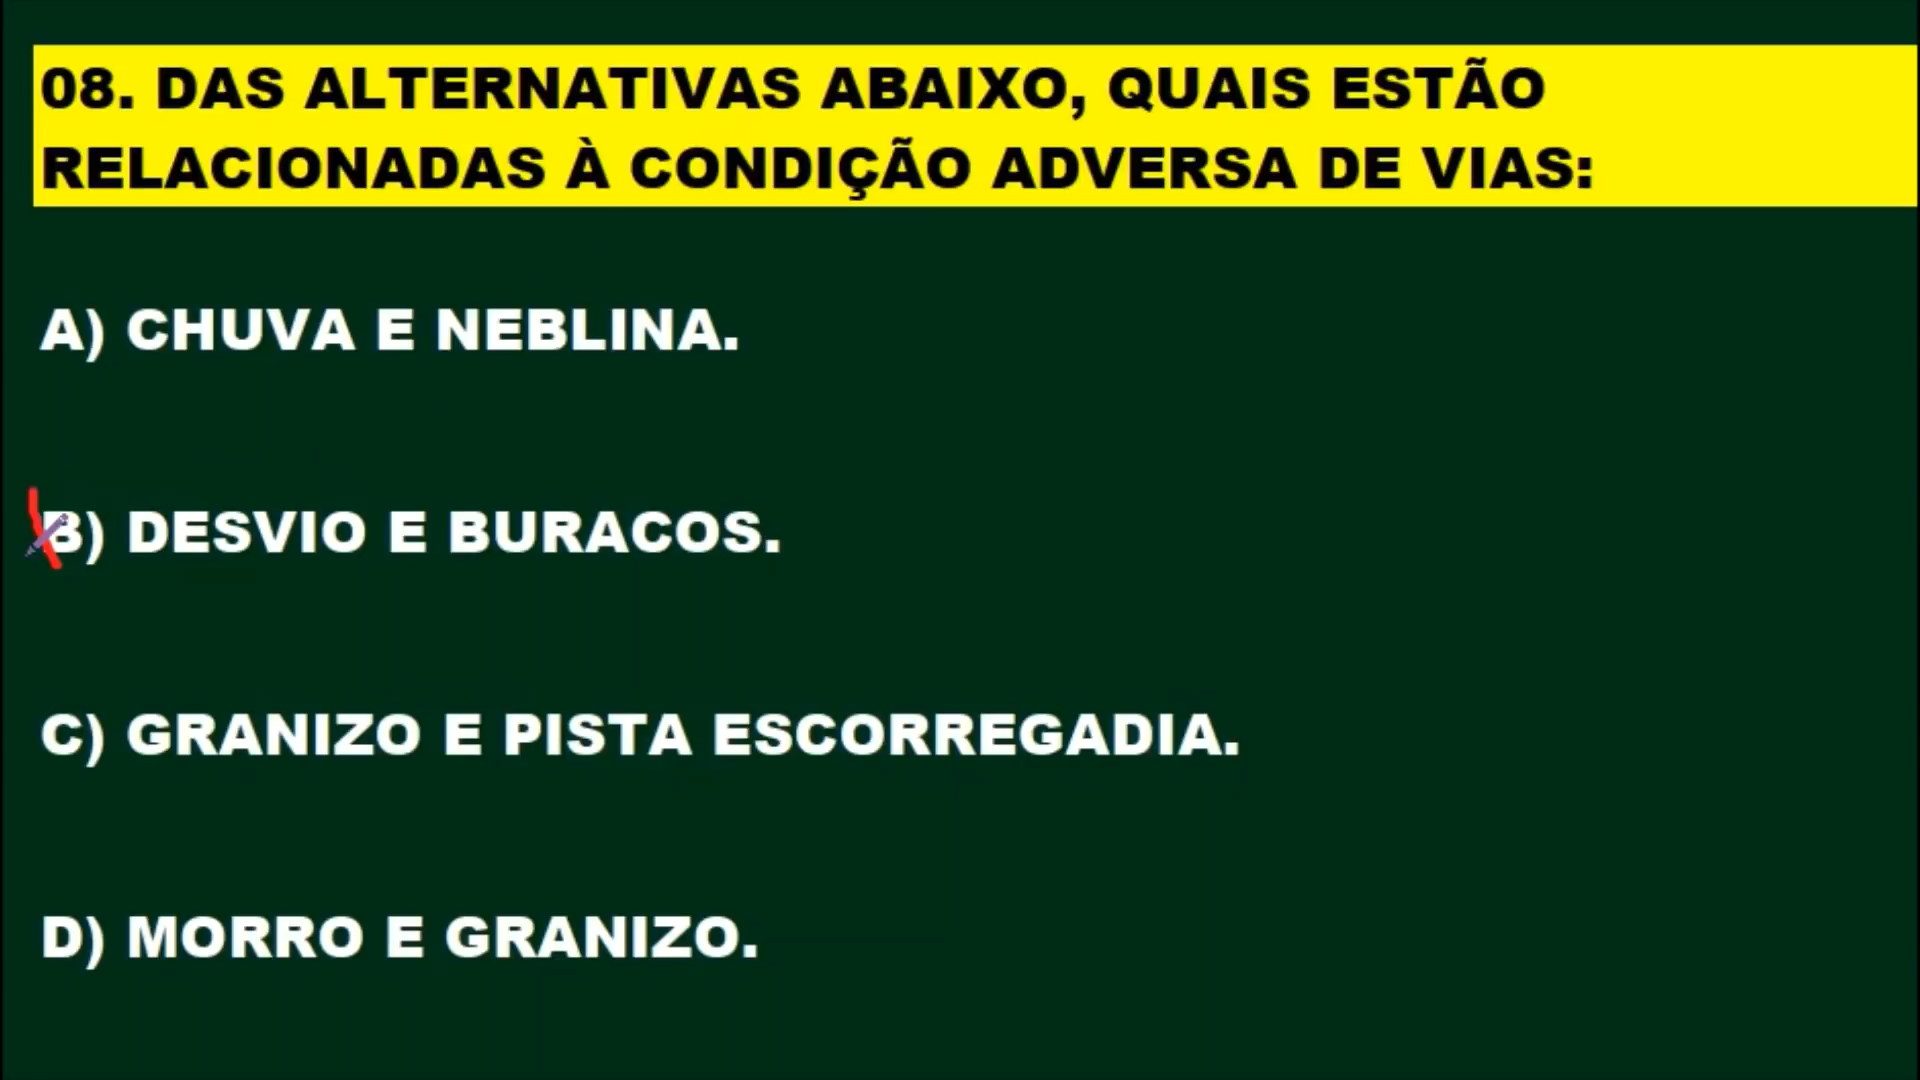 08. DAS ALTERNATIVAS ABAIXO, QUAIS ESTÃO
RELACIONADAS À CONDIÇÃO ADVERSA DE VIAS:
A) CHUVA E NEBLINA.
B) DESVIO E BURACOS.
C) GRANIZO E PISTA ESCORREGADIA.
D) MORRO E GRANIZO.